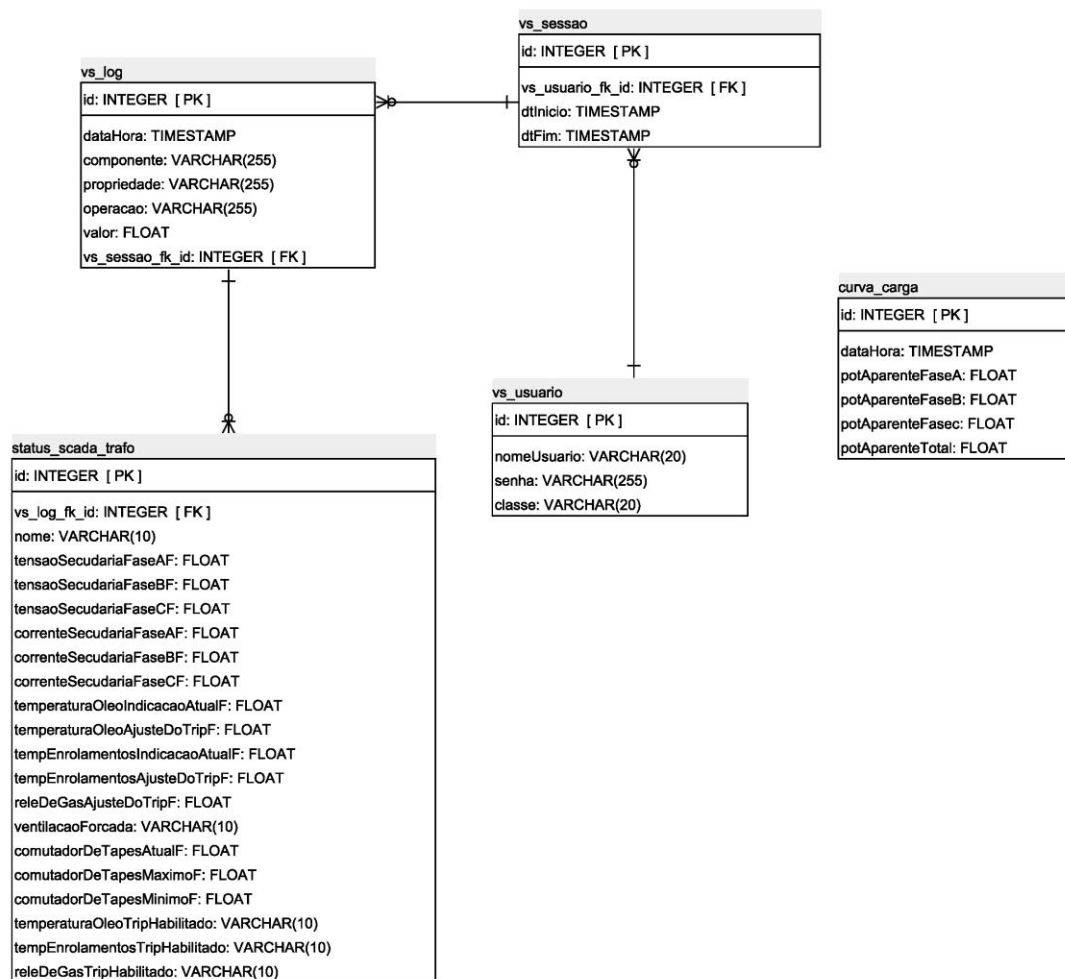 vs_sessao
id: INTEGER [ PK ]
vs_usuario_fk_id: INTEGER [ FK ]
dtInicio: TIMESTAMP
dtFim: TIMESTAMP
vs_log
id: INTEGER [ PK ]
dataHora: TIMESTAMP
componente: VARCHAR(255)
propriedade: VARCHAR(255)
operacao: VARCHAR(255)
valor: FLOAT
vs_sessao_fk_id: INTEGER [ FK ]
curva_carga
id: INTEGER [ PK ]
dataHora: TIMESTAMP
potAparenteFaseA: FLOAT
potAparenteFaseB: FLOAT
potAparenteFasec: FLOAT
potAparenteTotal: FLOAT
vs_usuario
id: INTEGER [ PK ]
nomeUsuario: VARCHAR(20)
senha: VARCHAR(255)
classe: VARCHAR(20)
status_scada_trafo
id: INTEGER [ PK ]
vs_log_fk_id: INTEGER [ FK ]
nome: VARCHAR(10)
tensaoSecudariaFaseAF: FLOAT
tensaoSecudariaFaseBF: FLOAT
tensaoSecudariaFaseCF: FLOAT
correnteSecudariaFaseAF: FLOAT
correnteSecudariaFaseBF: FLOAT
correnteSecudariaFaseCF: FLOAT
temperaturaOleoIndicacaoAtualF: FLOAT
temperaturaOleoAjusteDoTripF: FLOAT
tempEnrolamentosIndicacaoAtualF: FLOAT
tempEnrolamentosAjusteDoTripF: FLOAT
releDeGasAjusteDoTripF: FLOAT
ventilacaoForcada: VARCHAR(10)
comutadorDeTapesAtualF: FLOAT
comutadorDeTapesMaximoF: FLOAT
comutadorDeTapesMinimoF: FLOAT
temperaturaOleoTripHabilitado: VARCHAR(10)
tempEnrolamentosTripHabilitado: VARCHAR(10)
releDeGasTripHabilitado: VARCHAR(10)